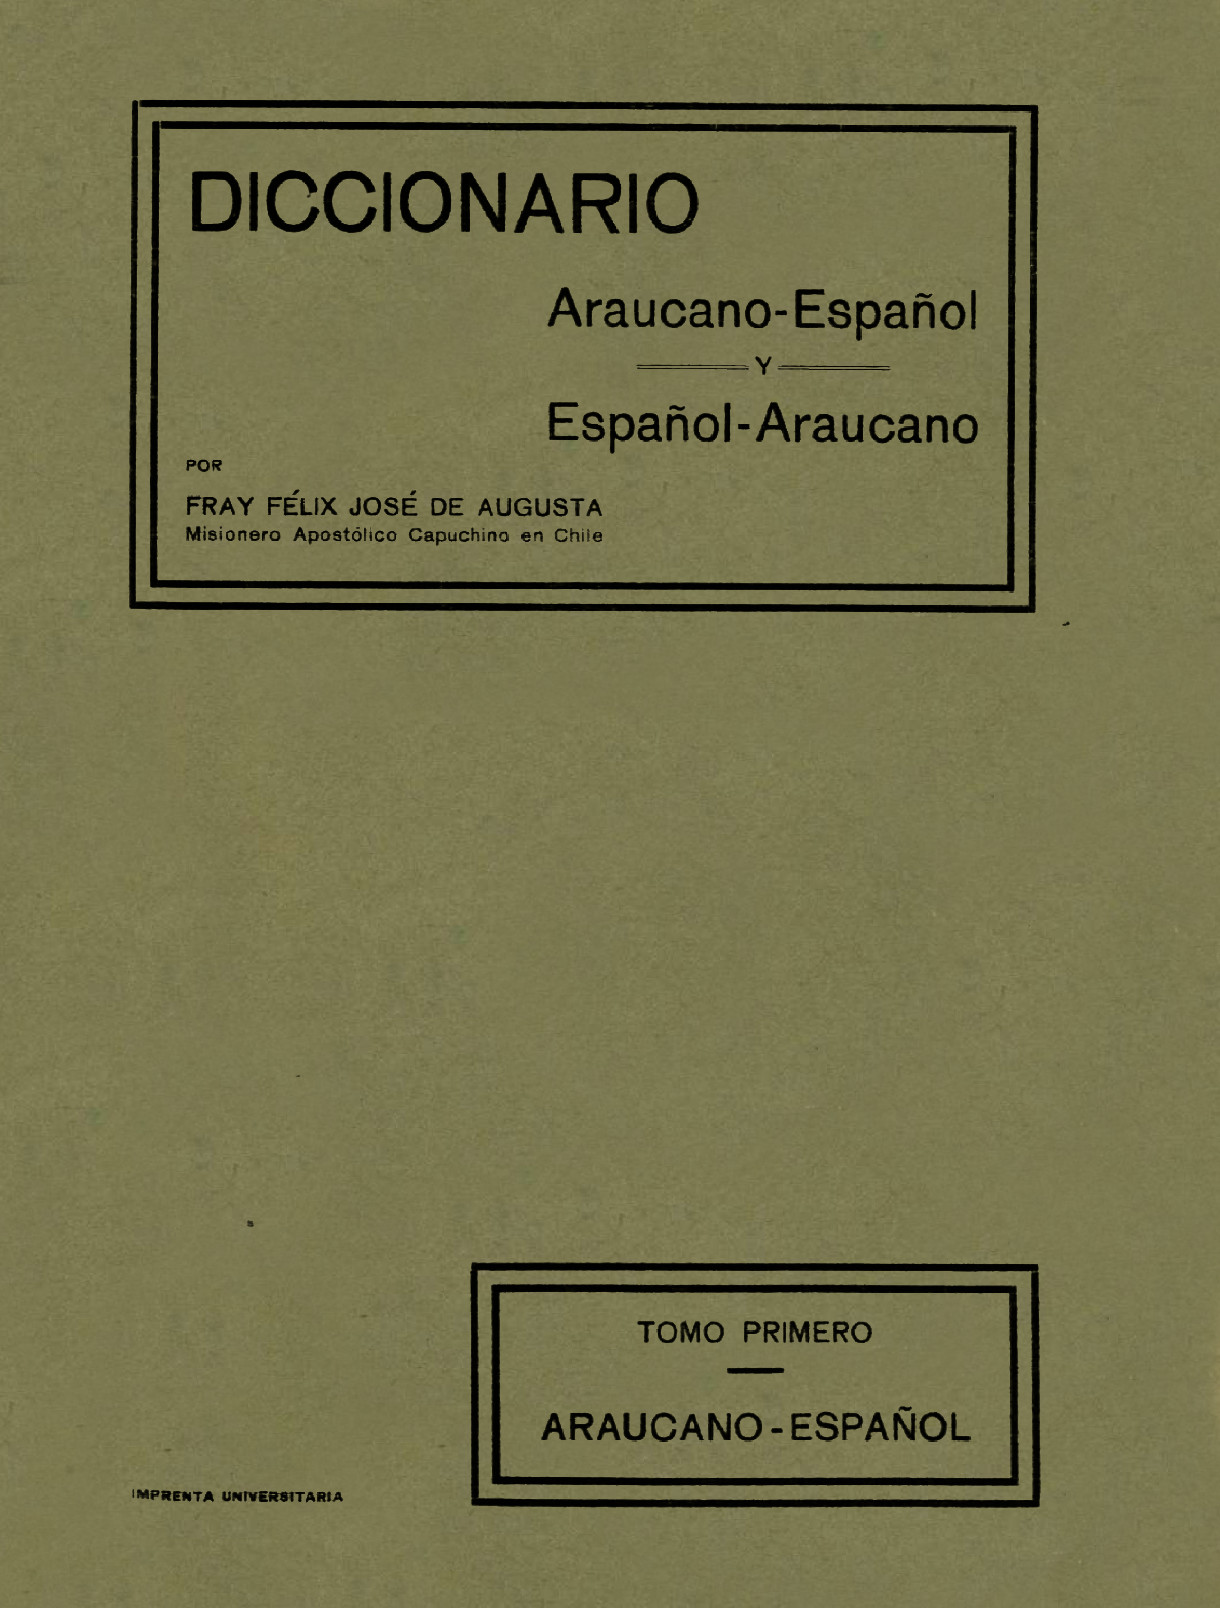 DICCIONARIO
Araucano-Español
Y
Español-Araucano
POR
FRAY FÉLIX JOSÉ DE AUGUSTA
Misionero Apostólico Capuchino en Chile
TOMO PRIMERO
ARAUCANO-ESPAÑOL
IMPRENTA UNIVERSITARIA